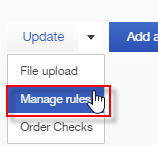 Update
Add a
File upload
Manage rules
Order Checks